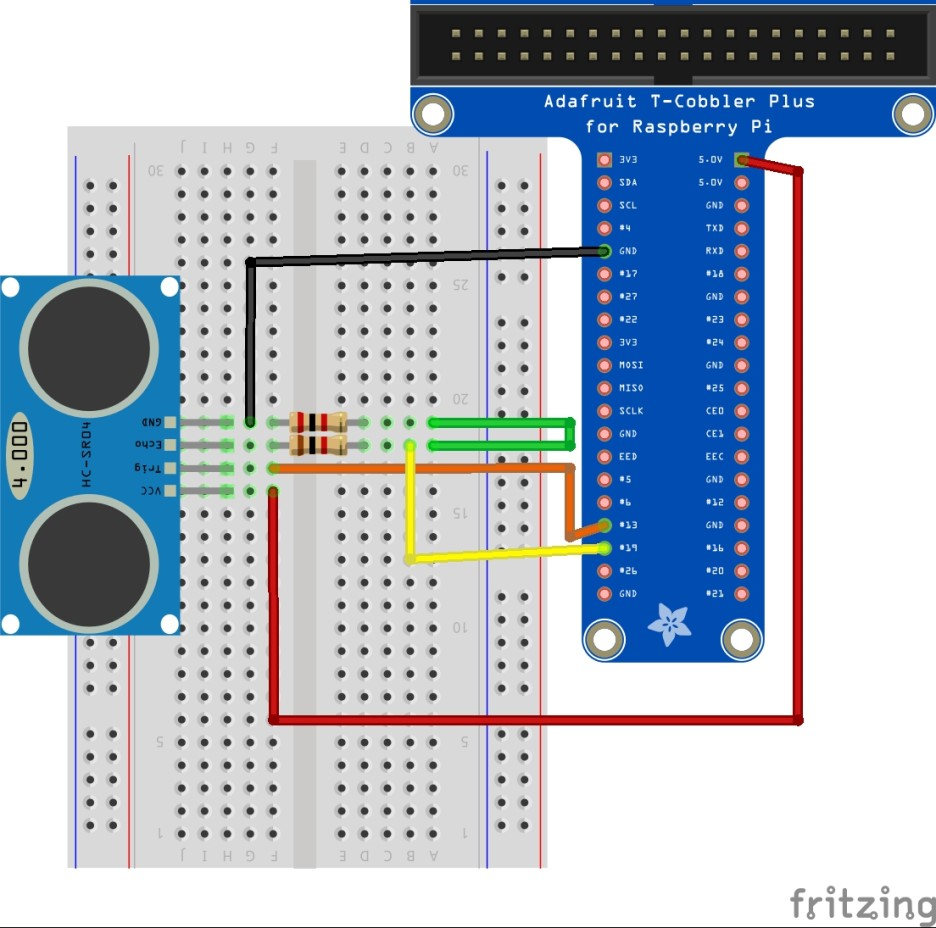 Adafruit T-Cobbler Plus
for Raspberry Pi
3V3 5.0V
SDA 5.0V
SCL GND
#4 TXD
GND RXD
#17 #18
#27 GND
#22 #23
3V3 #24
MOSI GND
MISO #25
SCLK CE0
GND CE1
EED EEC
#5 GND
#6 #12
#13 GND
#19 #16
#26 #20
GND #21
J I H G F E D C B A
30 30
25
20
15
10
5 5
1 1
J I H G F E D C B A
4.000
HC-SR04
GND
Echo
Trig
VCC
fritzing